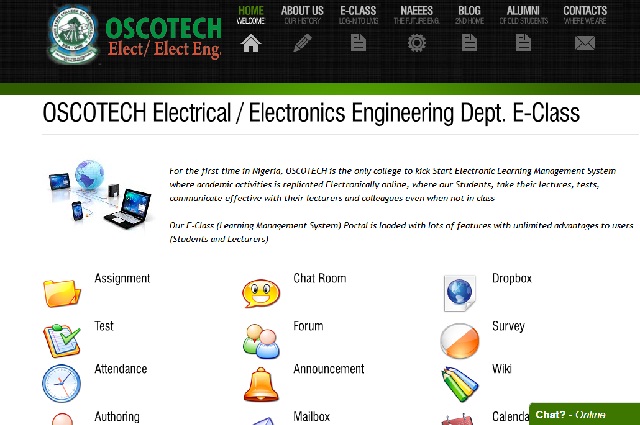 OSCOTECH
Elect/ Elect Eng.
HOME
WELCOME
ABOUT US
OUR HISTORY
E-CLASS
LOG-IN TO LMS
NAEEES
THE FUTURE ENG.
BLOG
2ND HOME
ALUMNI
OF OLD STUDENTS
CONTACTS
WHERE WE ARE
OSCOTECH Electrical / Electronics Engineering Dept. E-Class
For the first time in Nigeria, OSCOTECH is the only college to kick Start Electronic Learning Management System
where academic activities is replicated Electronically online, where our Students, take their lectures, tests,
communicate effective with their lecturers and colleagues even when not in class
Our E-Class (Learning Management System) Portal is loaded with lots of features with unlimited advantages to users
(Students and Lecturers)
Assignment
Chat Room
Dropbox
Test
Forum
Survey
Attendance
Announcement
Wiki
Authoring
Mailbox
Calenda
Chat? - Online